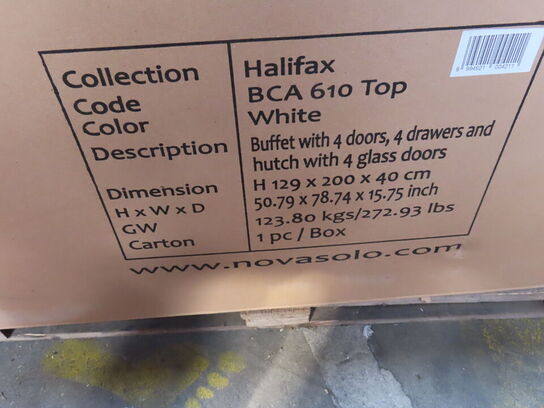 Collection Halifax
Code BCA 610 Top
Color White
Description Buffet with 4 doors, 4 drawers and
hutch with 4 glass doors
Dimension H 129 x 200 x 40 cm
H x W x D 50.79 x 78.74 x 15.75 inch
GW 123.80 kgs/272.93 lbs
Carton 1 pc / Box
www.novasolo.com